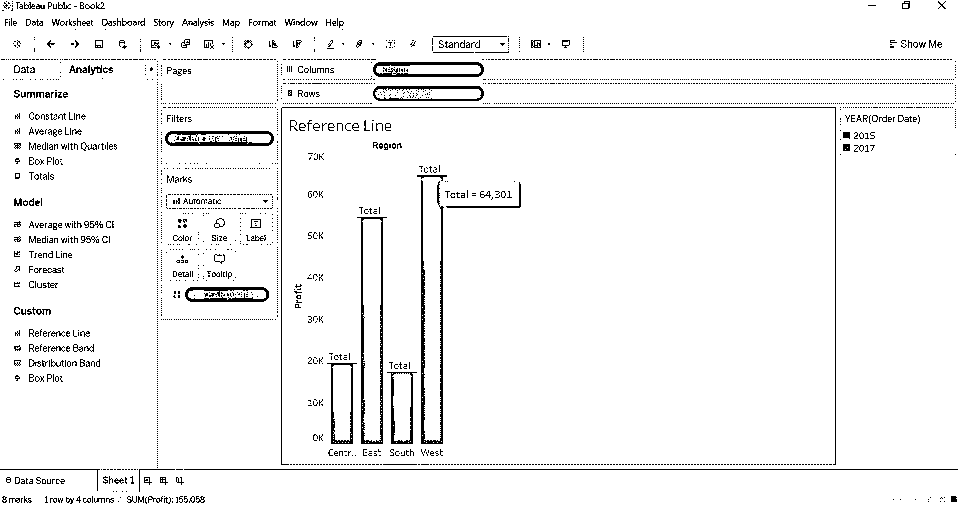 Tableau Public - Book2
File Data Worksheet Dashboard Story Analysis Map Format Window Help
Standard
Show Me
Data Analytics
Pages
Columns
Rows
Summarize
Constant Line
Average Line
Median with Quartiles
Box Plot
Totals
Model
Average with 95% CI
Median with 95% CI
Trend Line
Forecast
Cluster
Custom
Reference Line
Reference Band
Distribution Band
Box Plot
Filters
Marks
Automatic
Color Size Label
Detail Tooltip
Reference Line
Region
70K
60K
50K
40K
30K
20K
10K
0K
Profit
Total
Total
Total
Total
Total = 64,301
Centr.. East South West
YEAR(Order Date)
2015
2017
Data Source Sheet 1
8 marks 1 row by 4 columns SUM(Profit): 155,058